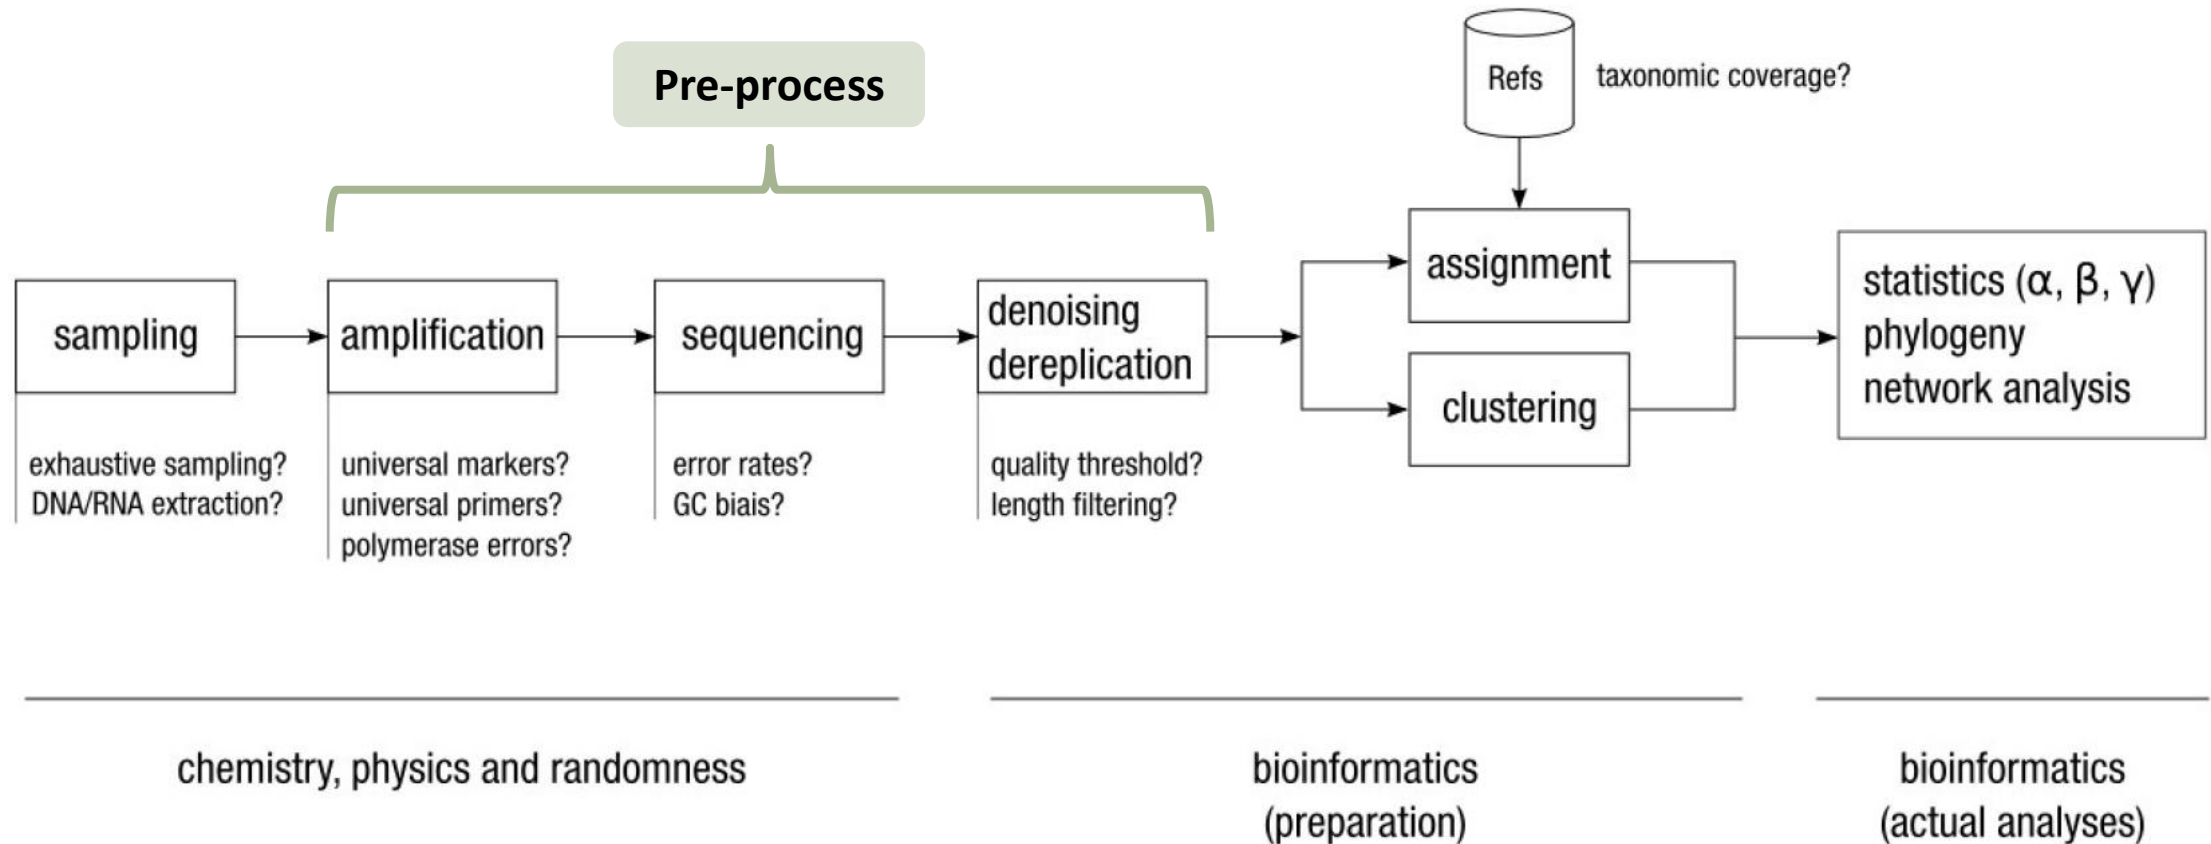 Pre-process
Refs
taxonomic coverage?
sampling
amplification
sequencing
denoising
dereplication
assignment
clustering
statistics (α, β, γ)
phylogeny
network analysis
exhaustive sampling?
DNA/RNA extraction?
universal markers?
universal primers?
polymerase errors?
error rates?
GC biais?
quality threshold?
length filtering?
chemistry, physics and randomness
bioinformatics
(preparation)
bioinformatics
(actual analyses)